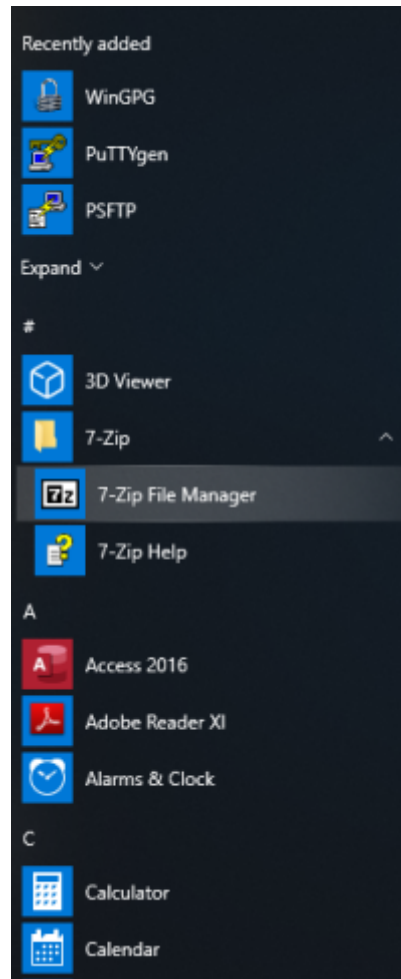 Recently added
WinGPG
PuTTYgen
PSFTP
Expand
#
3D Viewer
7-Zip
7z 7-Zip File Manager
7-Zip Help
A
A Access 2016
Adobe Reader XI
Alarms & Clock
C
Calculator
Calendar